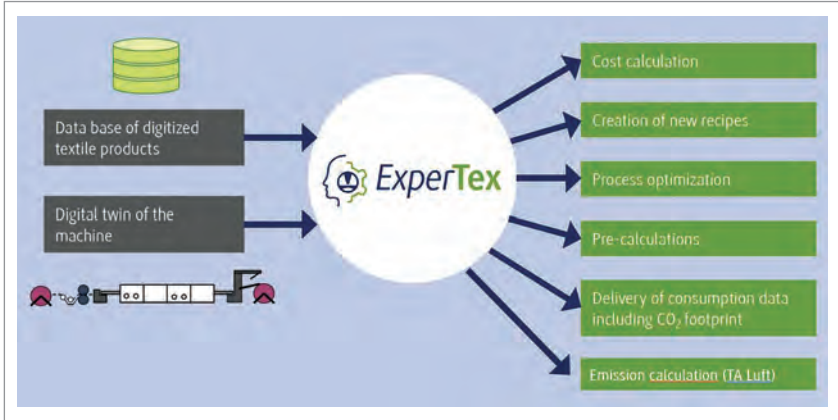 Data base of digitized
textile products
Digital twin of the
machine
ExperTex
Cost calculation
Creation of new recipes
Process optimization
Pre-calculations
Delivery of consumption data
including CO₂ footprint
Emission calculation (TA Luft)